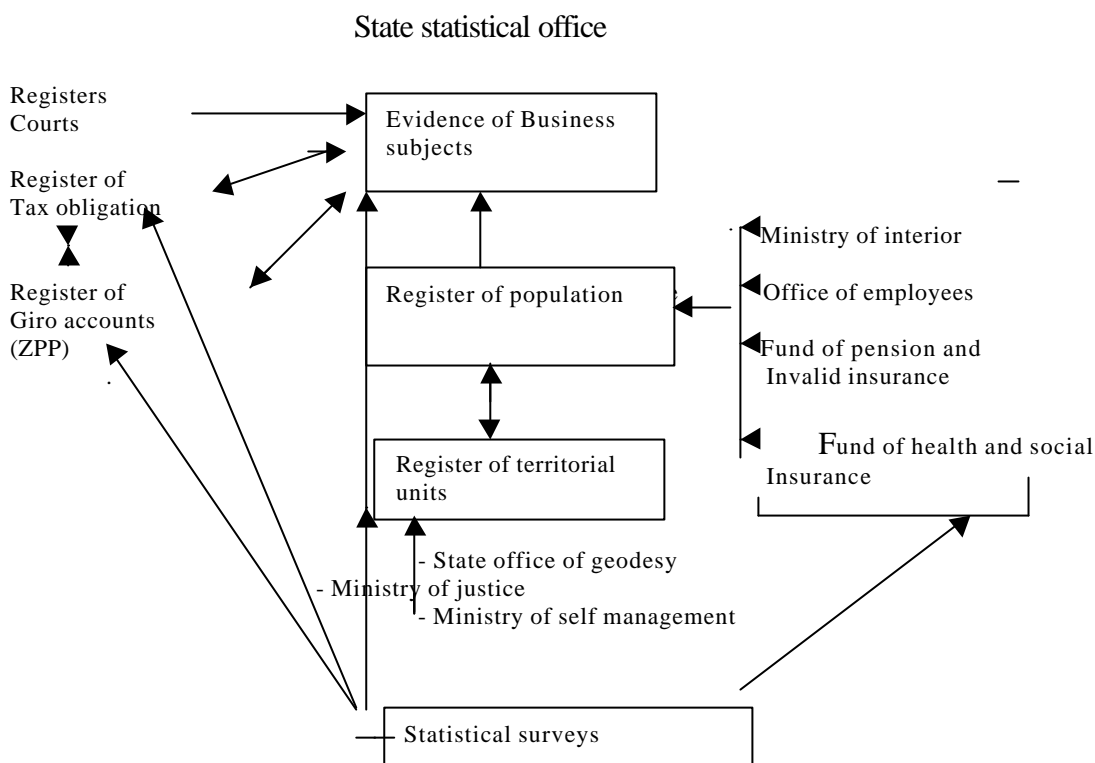 State statistical office
Registers
Courts
Evidence of Business
subjects
Register of
Tax obligation
Ministry of interior
Register of
Giro accounts
(ZPP)
Register of population
Office of employees
Fund of pension and
Invalid insurance
Register of territorial
units
Fund of health and social
Insurance
- State office of geodesy
- Ministry of justice
- Ministry of self management
Statistical surveys